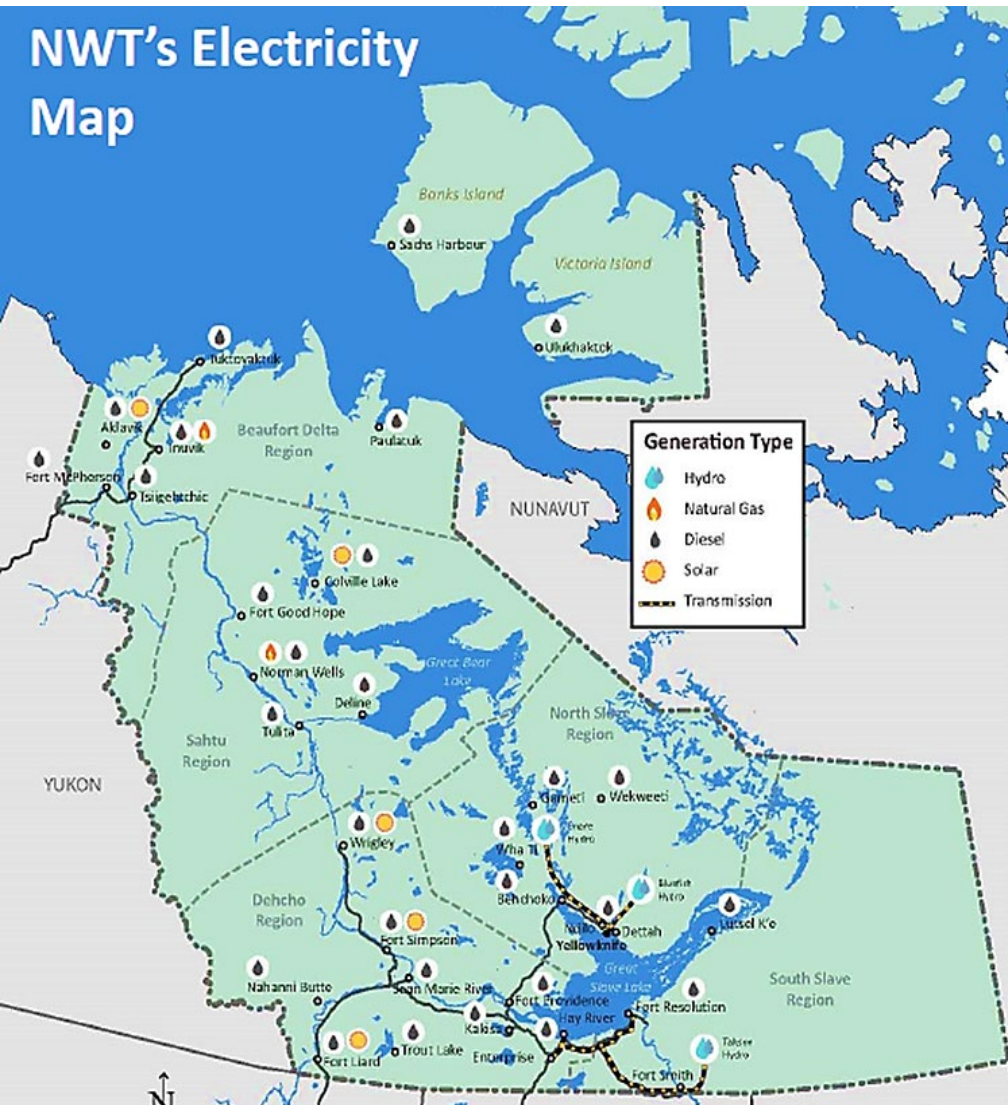 NWT's Electricity
Map
Banks Island
Sachs Harbour
Victoria Island
Ulukhaktok
Tuktoyaktuk
Aklavik
Inuvik
Beaufort Delta
Region
Paulatuk
Fort McPherson
Tsiigehtchic
Generation Type
Hydro
Natural Gas
Diesel
Solar
Transmission
NUNAVUT
Colville Lake
Fort Good Hope
Norman Wells
Great Bear
Lake
Deline
Tulita
Sahtu
Region
North Slave
Region
YUKON
Gameti
Wekweeti
Wrigley
Snare
Hydro
Wha Ti
Bluefish
Hydro
Behchoko
Dehcho
Region
Lutsel K'e
Ndilo
Dettah
Yellowknife
Fort Simpson
Great
Slave Lake
South Slave
Region
Nahanni Butte
Jean Marie River
Fort Providence
Fort Resolution
Hay River
Kakisa
Fort Liard
Trout Lake
Enterprise
Taltson
Hydro
Fort Smith
N